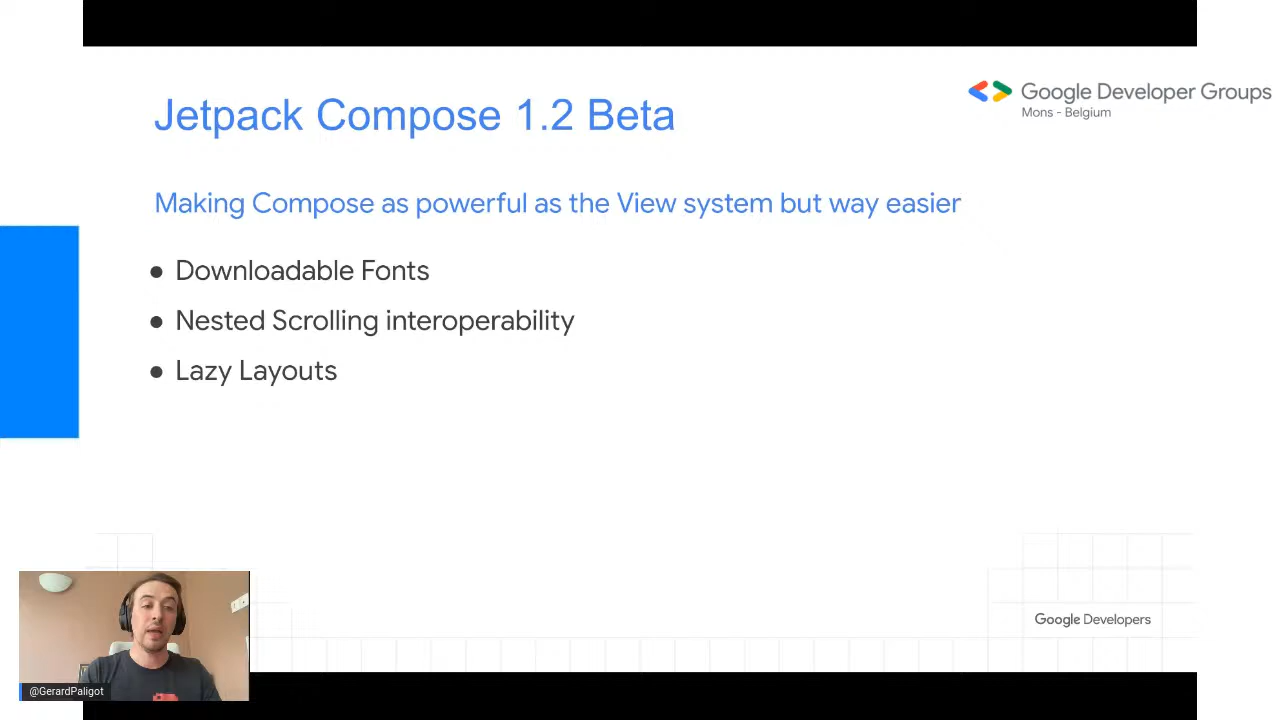 Jetpack Compose 1.2 Beta
Google Developer Groups
Mons - Belgium
Making Compose as powerful as the View system but way easier
● Downloadable Fonts
● Nested Scrolling interoperability
● Lazy Layouts
Google Developers
@GerardPaligot